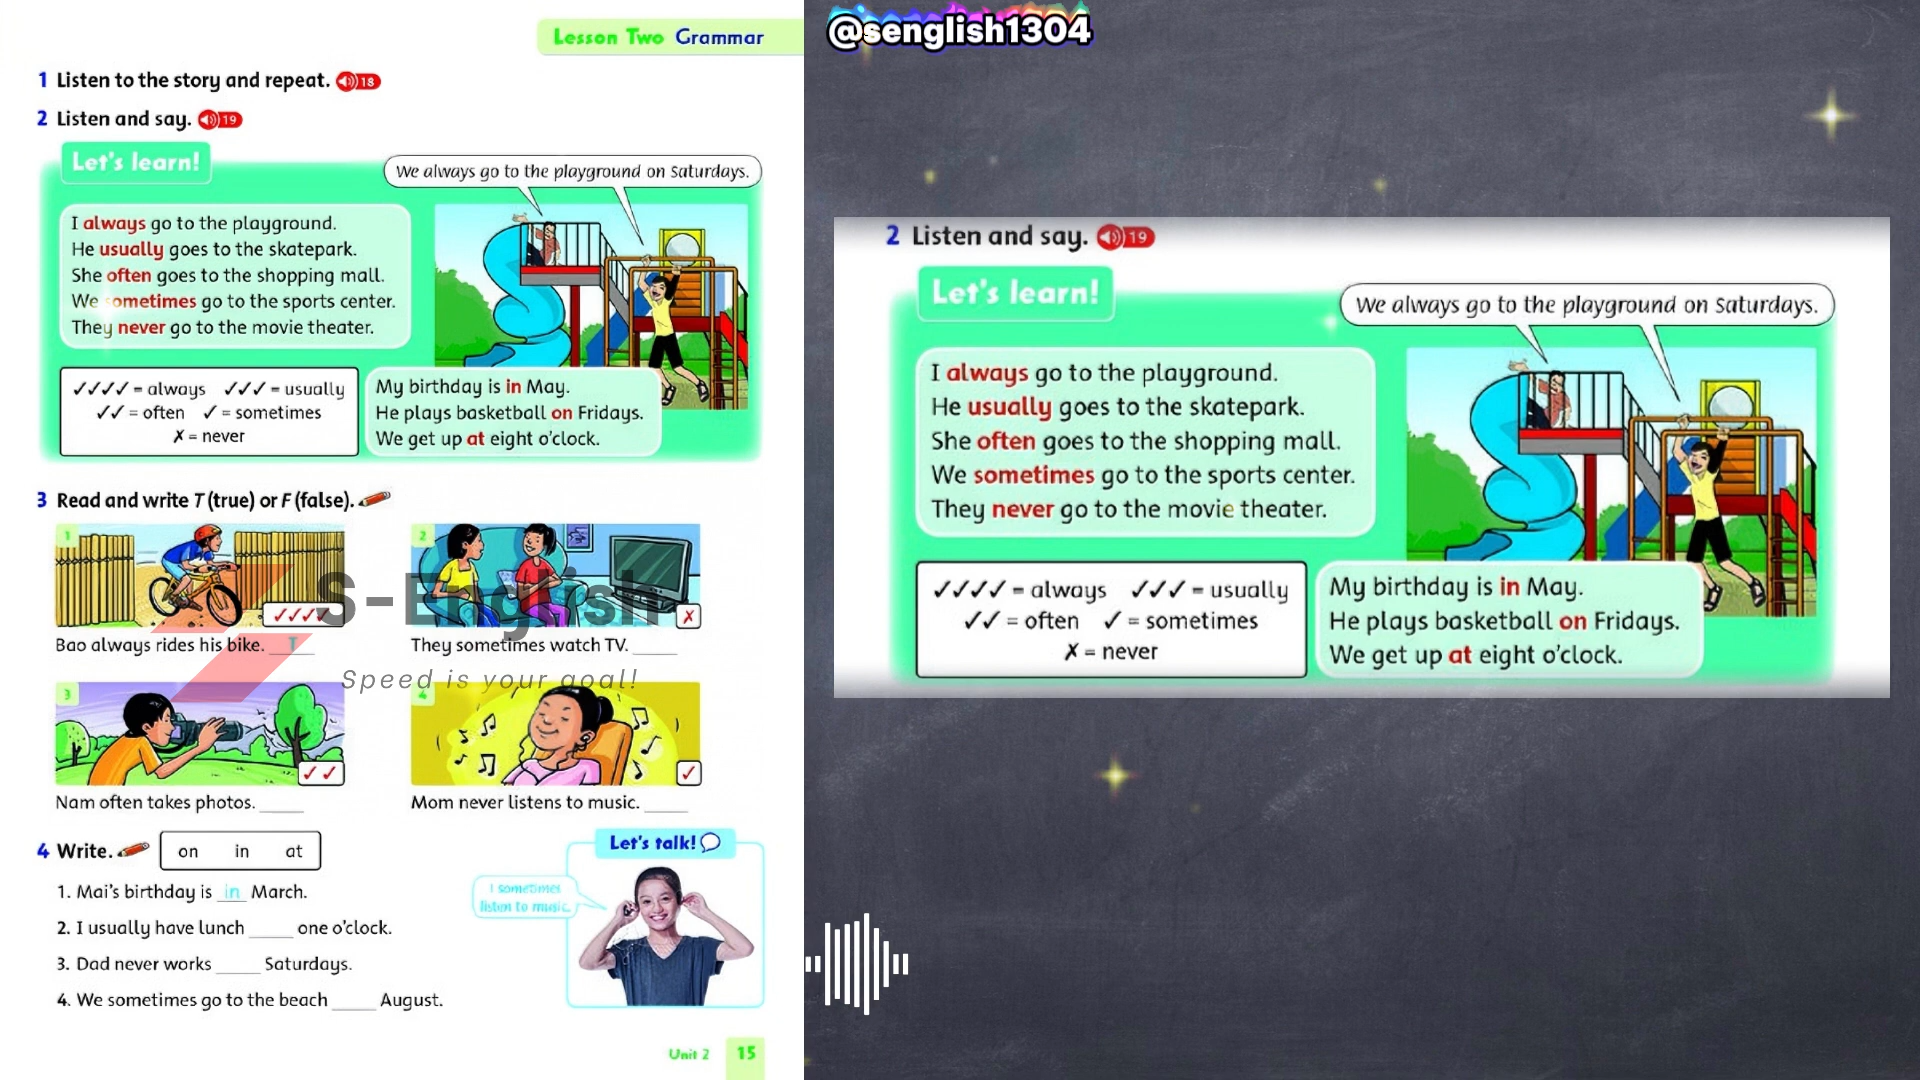 Lesson Two Grammar
1 Listen to the story and repeat. 18
2 Listen and say. 19
Let's learn!
We always go to the playground on Saturdays.
I always go to the playground.
He usually goes to the skatepark.
She often goes to the shopping mall.
We sometimes go to the sports center.
They never go to the movie theater.
✓✓✓✓ = always ✓✓✓ = usually
✓✓ = often ✓ = sometimes
✗ = never
My birthday is in May.
He plays basketball on Fridays.
We get up at eight o'clock.
3 Read and write T (true) or F (false).
1
✓✓✓✓
Bao always rides his bike. T
2
✗
They sometimes watch TV. ____
3
✓✓
Nam often takes photos. ____
4
✓
Mom never listens to music. ____
S-English
Speed is your goal!
4 Write.
on in at
1. Mai's birthday is in March.
2. I usually have lunch ____ one o'clock.
3. Dad never works ____ Saturdays.
4. We sometimes go to the beach ____ August.
Let's talk!
I sometimes
listen to music.
Unit 2 15
@senglish1304
2 Listen and say. 19
Let's learn!
We always go to the playground on Saturdays.
I always go to the playground.
He usually goes to the skatepark.
She often goes to the shopping mall.
We sometimes go to the sports center.
They never go to the movie theater.
✓✓✓✓ = always ✓✓✓ = usually
✓✓ = often ✓ = sometimes
✗ = never
My birthday is in May.
He plays basketball on Fridays.
We get up at eight o'clock.